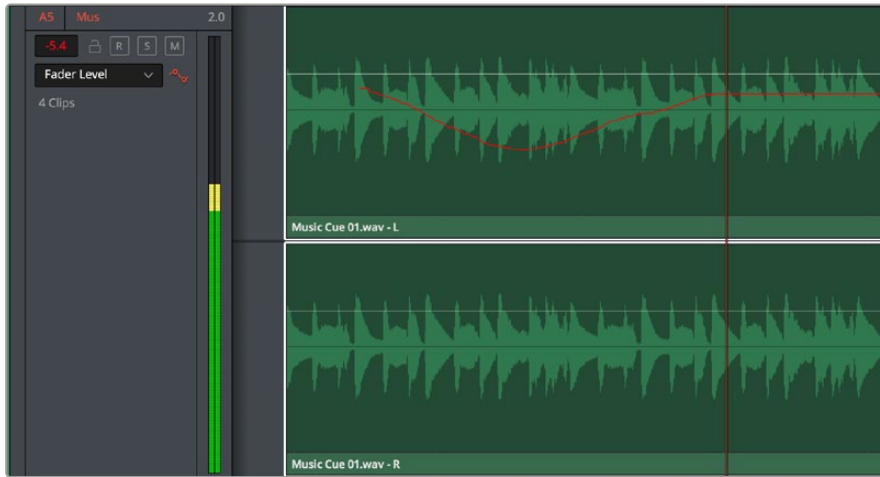 A5 Mus 2.0
-5.4 R S M
Fader Level
4 Clips
Music Cue 01.wav - L
Music Cue 01.wav - R